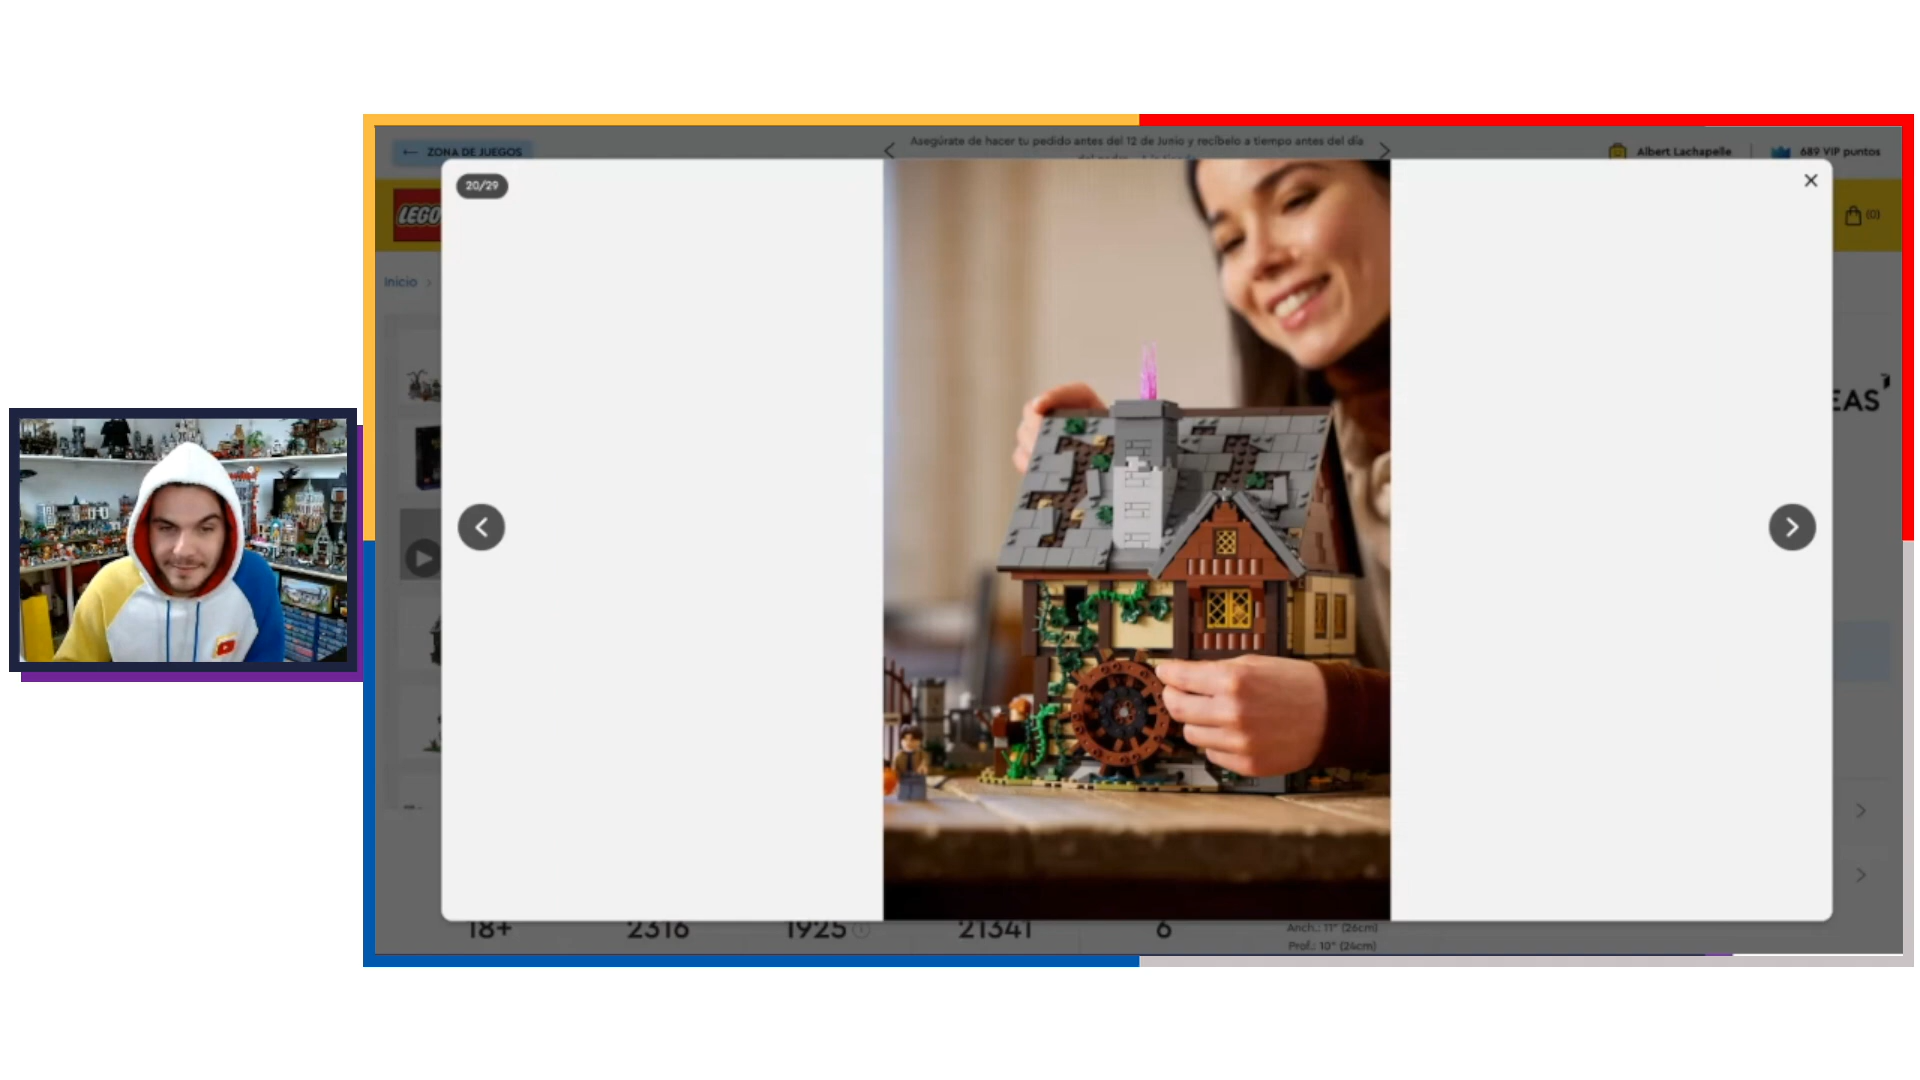 ← ZONA DE JUEGOS
Asegúrate de hacer tu pedido antes del 12 de Junio y recíbelo a tiempo antes del día
Albert Lachapelle
689 VIP puntos
20/29
LEGO
(0)
Inicio
EAS
18+
2316
1925
21341
6
Anch.: 11" (26cm)
Prof.: 10" (24cm)